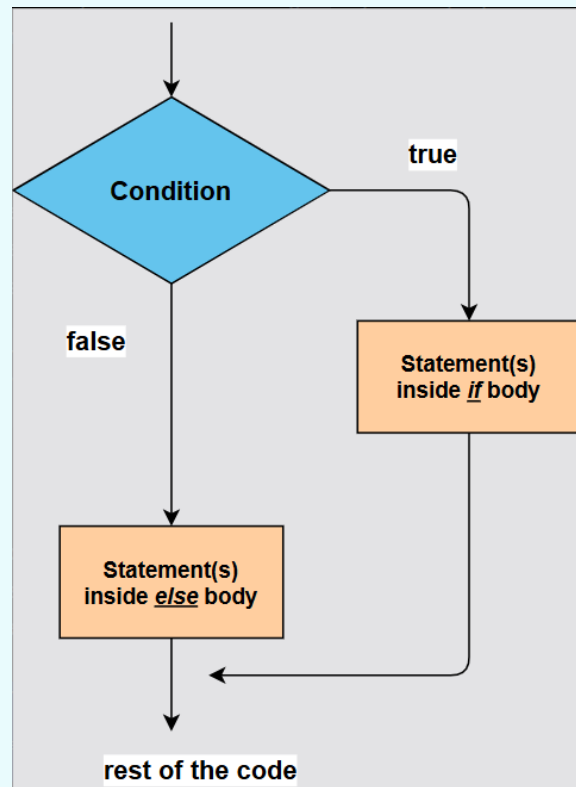 Condition
true
false
Statement(s)
inside if body
Statement(s)
inside else body
rest of the code